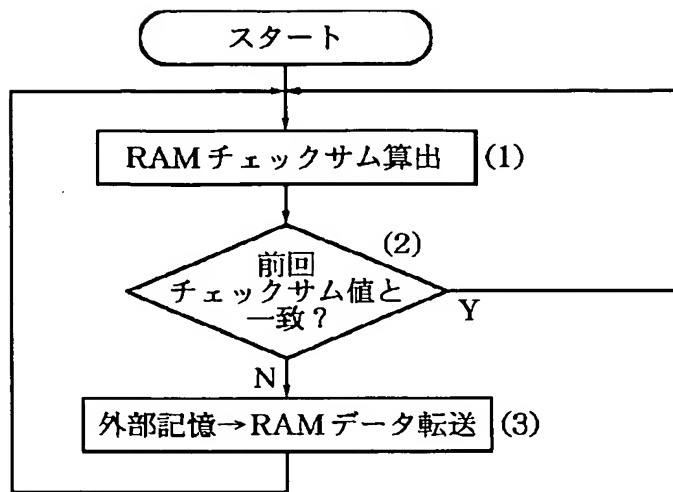 スタート
RAMチェックサム算出 (1)
(2)
前回
チェックサム値と
一致？
Y
N
外部記憶→RAMデータ転送 (3)